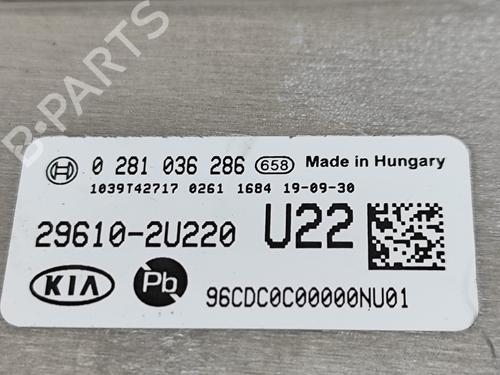 B-PARTS
0 281 036 286 658 Made in Hungary
1039T42717 0261 1684 19-09-30
29610-2U220 U22
KIA Pb 96CDC0C00000NU01